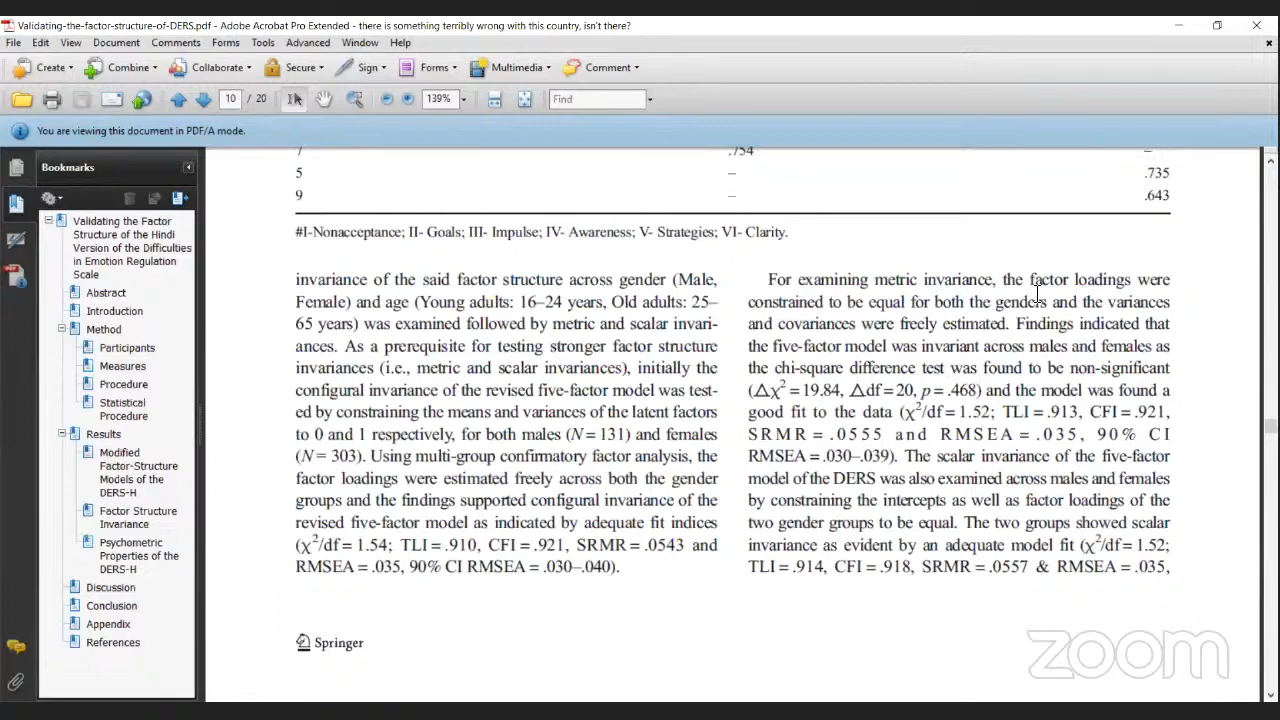 Validating-the-factor-structure-of-DERS.pdf - Adobe Acrobat Pro Extended - there is something terribly wrong with this country, isn't there?
File Edit View Document Comments Forms Tools Advanced Window Help
Create Combine Collaborate Secure Sign Forms Multimedia Comment
10 / 20 139% Find
You are viewing this document in PDF/A mode.
Bookmarks
Validating the Factor
Structure of the Hindi
Version of the Difficulties
in Emotion Regulation
Scale
Abstract
Introduction
Method
Participants
Measures
Procedure
Statistical
Procedure
Results
Modified
Factor-Structure
Models of the
DERS-H
Factor Structure
Invariance
Psychometric
Properties of the
DERS-H
Discussion
Conclusion
Appendix
References
7 .754 –
5 – .735
9 – .643
#I-Nonacceptance; II- Goals; III- Impulse; IV- Awareness; V- Strategies; VI- Clarity.
invariance of the said factor structure across gender (Male,
Female) and age (Young adults: 16–24 years, Old adults: 25–
65 years) was examined followed by metric and scalar invari-
ances. As a prerequisite for testing stronger factor structure
invariances (i.e., metric and scalar invariances), initially the
configural invariance of the revised five-factor model was test-
ed by constraining the means and variances of the latent factors
to 0 and 1 respectively, for both males (N = 131) and females
(N = 303). Using multi-group confirmatory factor analysis, the
factor loadings were estimated freely across both the gender
groups and the findings supported configural invariance of the
revised five-factor model as indicated by adequate fit indices
(χ²/df = 1.54; TLI = .910, CFI = .921, SRMR = .0543 and
RMSEA = .035, 90% CI RMSEA = .030–.040).
For examining metric invariance, the factor loadings were
constrained to be equal for both the genders and the variances
and covariances were freely estimated. Findings indicated that
the five-factor model was invariant across males and females as
the chi-square difference test was found to be non-significant
(△χ² = 19.84, △df = 20, p = .468) and the model was found a
good fit to the data (χ²/df = 1.52; TLI = .913, CFI = .921,
SRMR = .0555 and RMSEA = .035, 90% CI
RMSEA = .030–.039). The scalar invariance of the five-factor
model of the DERS was also examined across males and females
by constraining the intercepts as well as factor loadings of the
two gender groups to be equal. The two groups showed scalar
invariance as evident by an adequate model fit (χ²/df = 1.52;
TLI = .914, CFI = .918, SRMR = .0557 & RMSEA = .035,
Springer
zoom